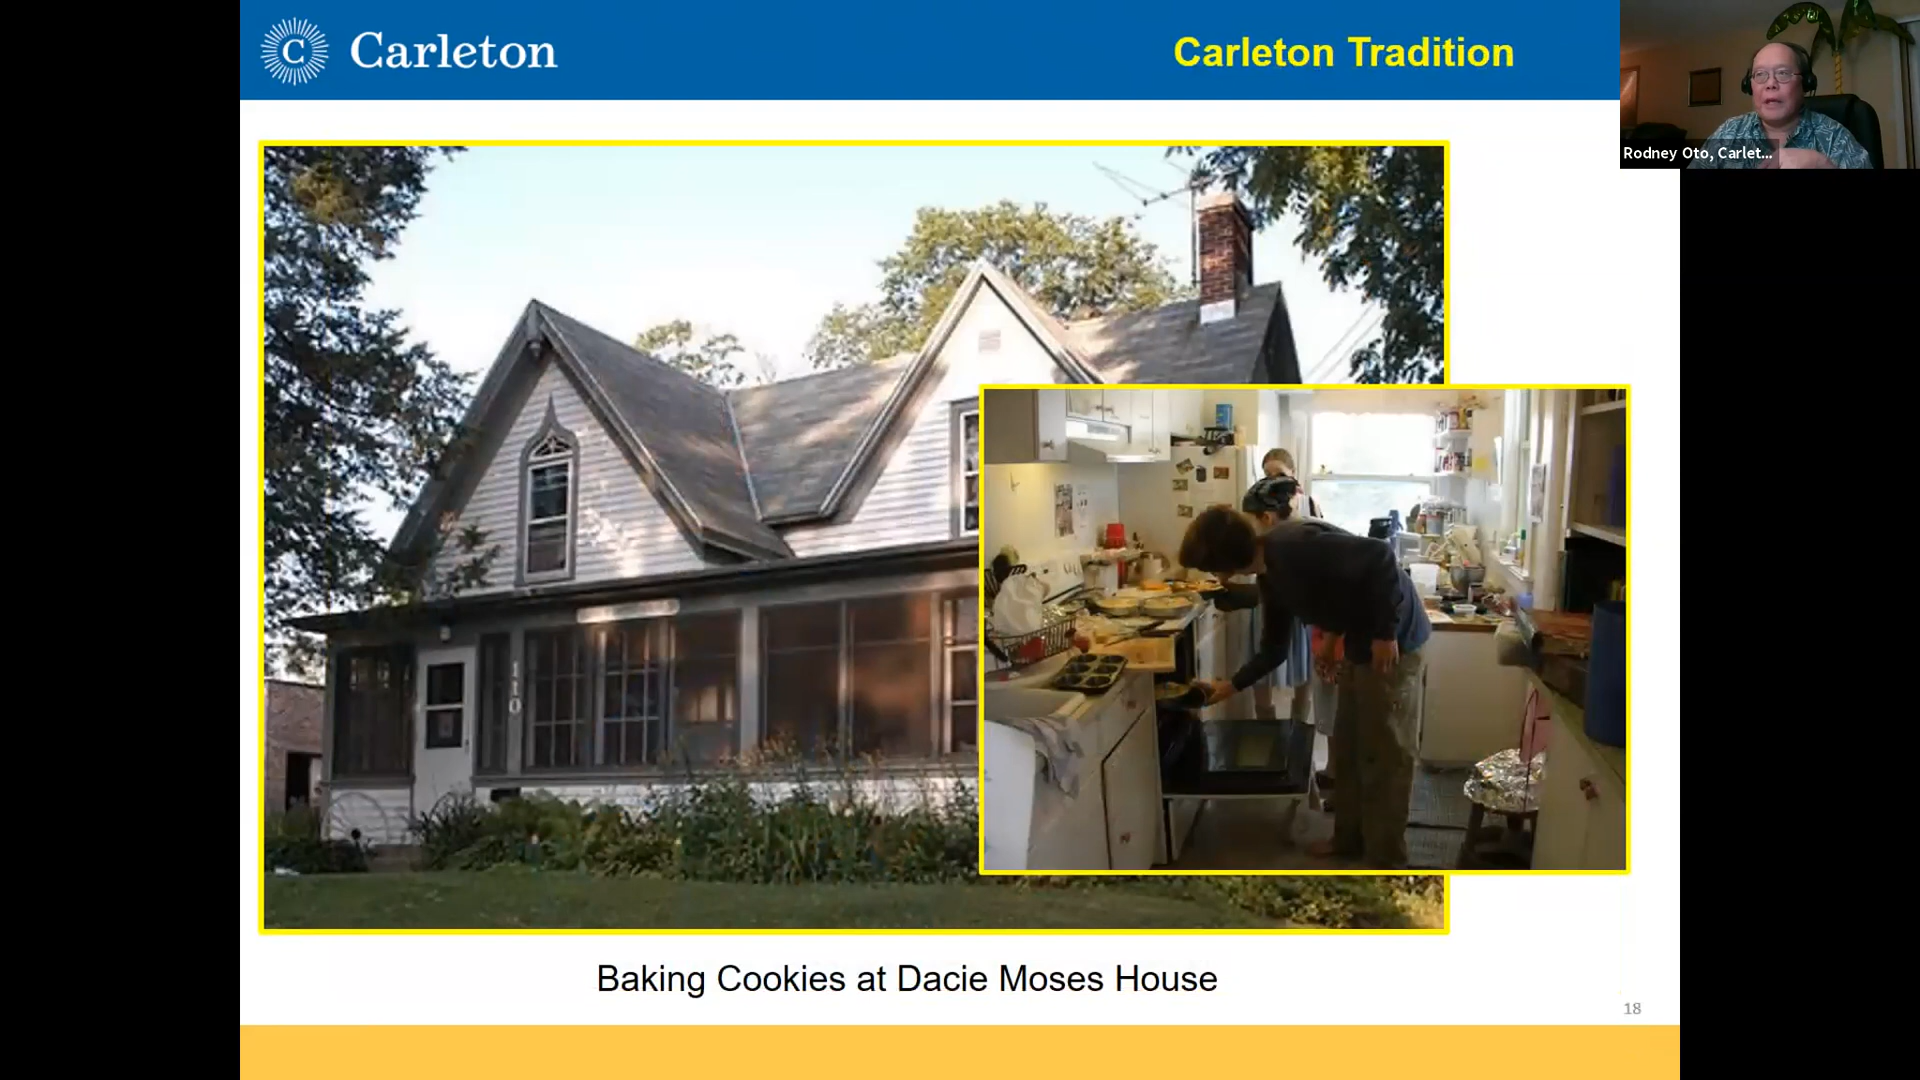 Carleton
Carleton Tradition
Rodney Oto, Carlet...
110
Baking Cookies at Dacie Moses House
18